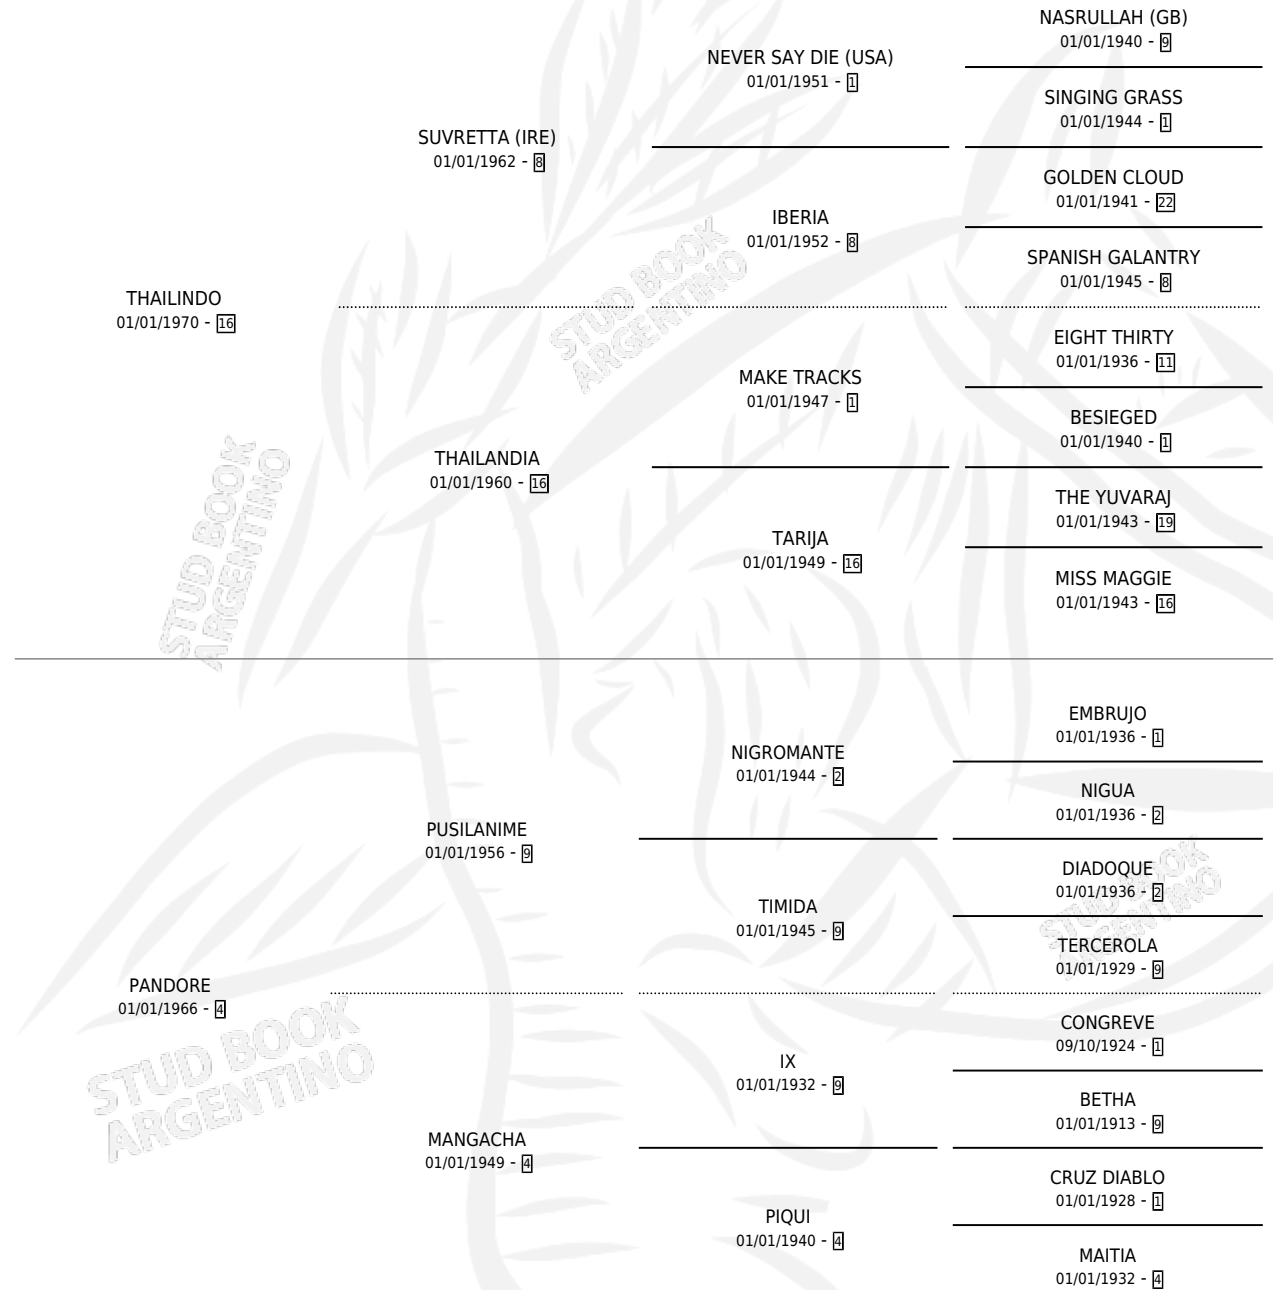 NASRULLAH (GB)
01/01/1940 - 9
NEVER SAY DIE (USA)
01/01/1951 - 1
SINGING GRASS
01/01/1944 - 1
SUVRETTA (IRE)
01/01/1962 - 8
GOLDEN CLOUD
01/01/1941 - 22
IBERIA
01/01/1952 - 8
SPANISH GALANTRY
01/01/1945 - 8
THAILINDO
01/01/1970 - 16
EIGHT THIRTY
01/01/1936 - 11
MAKE TRACKS
01/01/1947 - 1
BESIEGED
01/01/1940 - 1
THAILANDIA
01/01/1960 - 16
THE YUVARAJ
01/01/1943 - 19
TARIJA
01/01/1949 - 16
MISS MAGGIE
01/01/1943 - 16
EMBRUJO
01/01/1936 - 1
NIGROMANTE
01/01/1944 - 2
NIGUA
01/01/1936 - 2
PUSILANIME
01/01/1956 - 9
DIADOQUE
01/01/1936 - 2
TIMIDA
01/01/1945 - 9
TERCEROLA
01/01/1929 - 9
PANDORE
01/01/1966 - 4
CONGREVE
09/10/1924 - 1
IX
01/01/1932 - 9
BETHA
01/01/1913 - 9
MANGACHA
01/01/1949 - 4
CRUZ DIABLO
01/01/1928 - 1
PIQUI
01/01/1940 - 4
MAITIA
01/01/1932 - 4
STUD BOOK
ARGENTINO
STUD BOOK
ARGENTINO
STUD BOOK
ARGENTINO
STUD BOOK
ARGENTINO